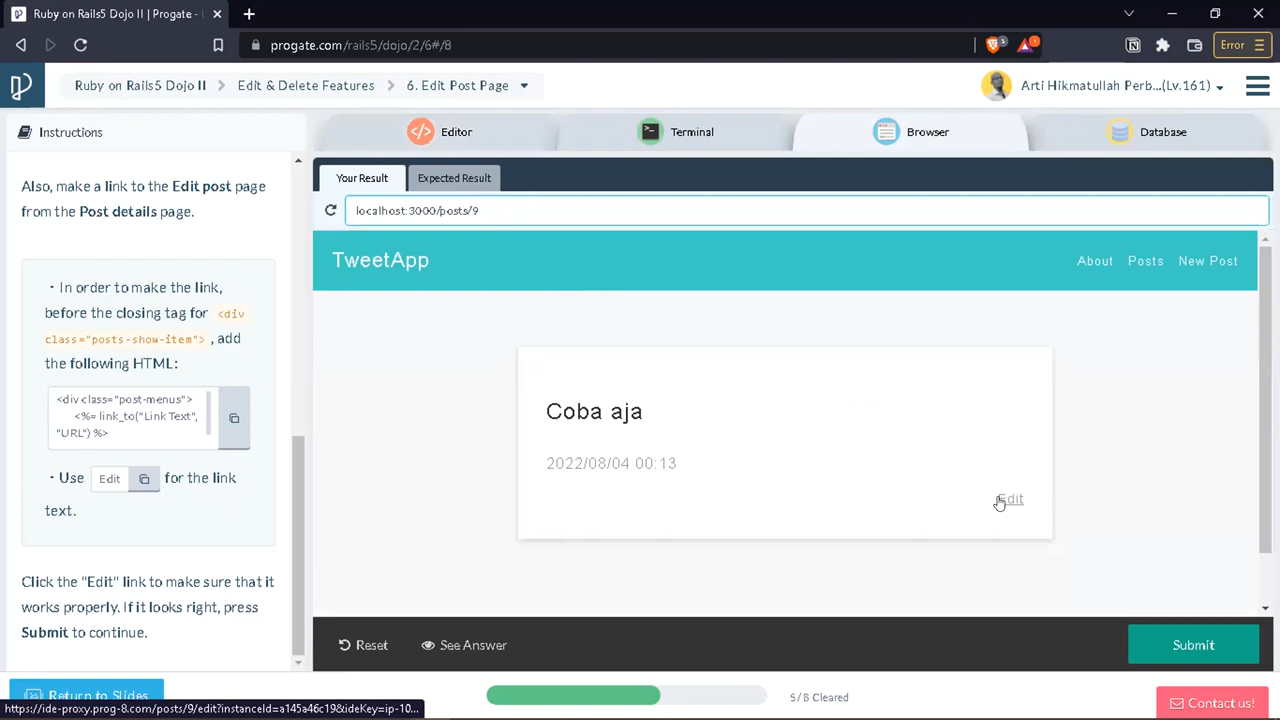 Ruby on Rails5 Dojo II | Progate -
progate.com/rails5/dojo/2/6#/8
Error
Ruby on Rails5 Dojo II
Edit & Delete Features
6. Edit Post Page
Arti Hikmatullah Perb...(Lv.161)
Instructions
Editor
Terminal
Browser
Database
Also, make a link to the Edit post page
from the Post details page.
・In order to make the link,
before the closing tag for <div
class="posts-show-item"> , add
the following HTML:
<div class="post-menus">
<%= link_to("Link Text",
"URL") %>
・Use Edit for the link
text.
Click the "Edit" link to make sure that it
works properly. If it looks right, press
Submit to continue.
Your Result
Expected Result
localhost:3000/posts/9
TweetApp
About Posts New Post
Coba aja
2022/08/04 00:13
Edit
Reset
See Answer
Submit
Return to Slides
5/8 Cleared
Contact us!
/posts/9/edit?instanceId=a145a46c19&ideKey=ip-10...